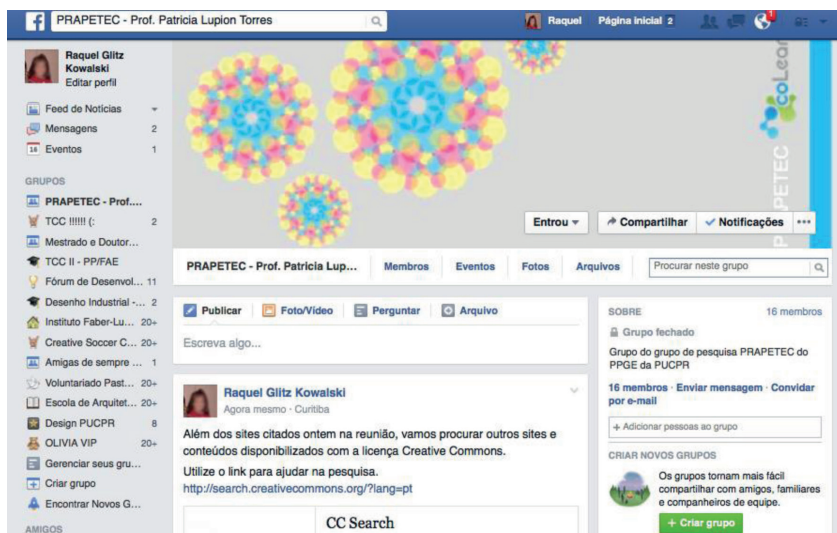 PRAPETEC - Prof. Patricia Lupion Torres
Raquel
Página inicial 2
1
Raquel Glitz
Kowalski
Editar perfil
Feed de Notícias
Mensagens 2
16 Eventos 1
GRUPOS
PRAPETEC - Prof....
TCC !!!!!! (: 2
Mestrado e Doutor...
TCC II - PP/FAE
Fórum de Desenvol... 11
Desenho Industrial -... 2
Instituto Faber-Lu... 20+
Creative Soccer C... 20+
Amigas de sempre ... 1
Voluntariado Past... 20+
Escola de Arquitet... 20+
Design PUCPR 8
OLIVIA VIP 20+
Gerenciar seus gru...
Criar grupo
Encontrar Novos G...
AMIGOS
coLear
PRAPETEC
Entrou
Compartilhar
Notificações
PRAPETEC - Prof. Patricia Lup...
Membros
Eventos
Fotos
Arquivos
Procurar neste grupo
Publicar
Foto/Vídeo
Perguntar
Arquivo
Escreva algo...
Raquel Glitz Kowalski
Agora mesmo · Curitiba
Além dos sites citados ontem na reunião, vamos procurar outros sites e
conteúdos disponibilizados com a licença Creative Commons.
Utilize o link para ajudar na pesquisa.
http://search.creativecommons.org/?lang=pt
CC Search
SOBRE 16 membros
Grupo fechado
Grupo do grupo de pesquisa PRAPETEC do
PPGE da PUCPR
16 membros · Enviar mensagem · Convidar
por e-mail
+ Adicionar pessoas ao grupo
CRIAR NOVOS GRUPOS
Os grupos tornam mais fácil
compartilhar com amigos, familiares
e companheiros de equipe.
+ Criar grupo